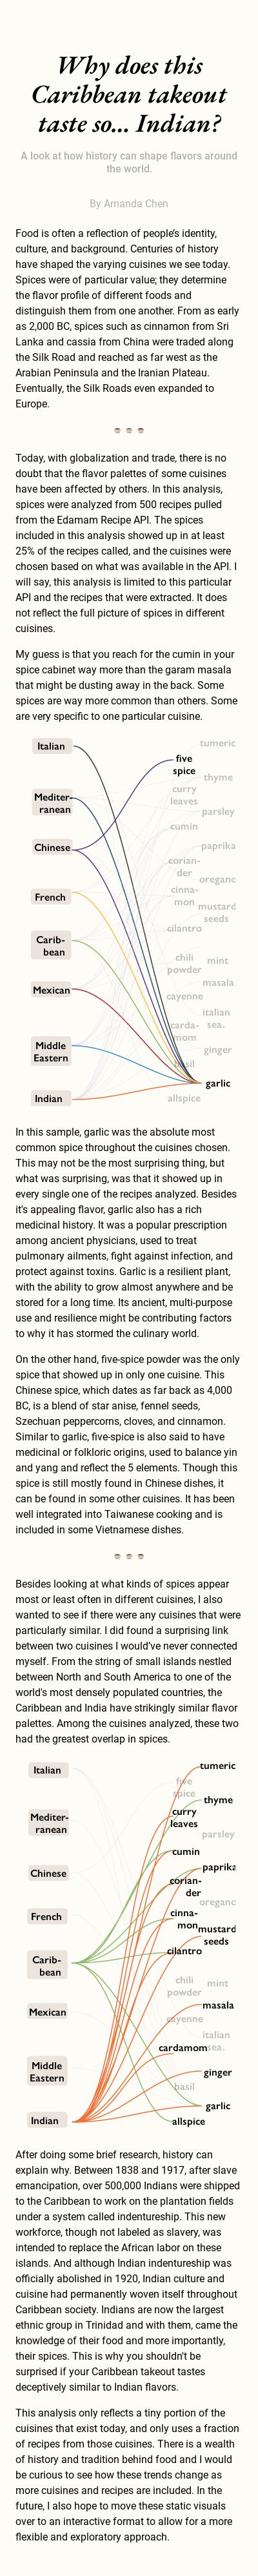 Why does this
Caribbean takeout
taste so... Indian?
A look at how history can shape flavors around
the world.
By Amanda Chen
Food is often a reflection of people's identity,
culture, and background. Centuries of history
have shaped the varying cuisines we see today.
Spices were of particular value; they determine
the flavor profile of different foods and
distinguish them from one another. From as early
as 2,000 BC, spices such as cinnamon from Sri
Lanka and cassia from China were traded along
the Silk Road and reached as far west as the
Arabian Peninsula and the Iranian Plateau.
Eventually, the Silk Roads even expanded to
Europe.
Today, with globalization and trade, there is no
doubt that the flavor palettes of some cuisines
have been affected by others. In this analysis,
spices were analyzed from 500 recipes pulled
from the Edamam Recipe API. The spices
included in this analysis showed up in at least
25% of the recipes called, and the cuisines were
chosen based on what was available in the API. I
will say, this analysis is limited to this particular
API and the recipes that were extracted. It does
not reflect the full picture of spices in different
cuisines.
My guess is that you reach for the cumin in your
spice cabinet way more than the garam masala
that might be dusting away in the back. Some
spices are way more common than others. Some
are very specific to one particular cuisine.
Italian
Mediter-
ranean
Chinese
French
Carib-
bean
Mexican
Middle
Eastern
Indian
tumeric
five
spice
thyme
curry
leaves
parsley
cumin
paprika
corian-
der
oregano
cinna-
mon
mustard
seeds
cilantro
chili
powder
mint
masala
cayenne
italian
sea.
carda-
mom
ginger
basil
garlic
allspice
In this sample, garlic was the absolute most
common spice throughout the cuisines chosen.
This may not be the most surprising thing, but
what was surprising, was that it showed up in
every single one of the recipes analyzed. Besides
it's appealing flavor, garlic also has a rich
medicinal history. It was a popular prescription
among ancient physicians, used to treat
pulmonary ailments, fight against infection, and
protect against toxins. Garlic is a resilient plant,
with the ability to grow almost anywhere and be
stored for a long time. Its ancient, multi-purpose
use and resilience might be contributing factors
to why it has stormed the culinary world.
On the other hand, five-spice powder was the only
spice that showed up in only one cuisine. This
Chinese spice, which dates as far back as 4,000
BC, is a blend of star anise, fennel seeds,
Szechuan peppercorns, cloves, and cinnamon.
Similar to garlic, five-spice is also said to have
medicinal or folkloric origins, used to balance yin
and yang and reflect the 5 elements. Though this
spice is still mostly found in Chinese dishes, it
can be found in some other cuisines. It has been
well integrated into Taiwanese cooking and is
included in some Vietnamese dishes.
Besides looking at what kinds of spices appear
most or least often in different cuisines, I also
wanted to see if there were any cuisines that were
particularly similar. I did found a surprising link
between two cuisines I would've never connected
myself. From the string of small islands nestled
between North and South America to one of the
world's most densely populated countries, the
Caribbean and India have strikingly similar flavor
palettes. Among the cuisines analyzed, these two
had the greatest overlap in spices.
Italian
Mediter-
ranean
Chinese
French
Carib-
bean
Mexican
Middle
Eastern
Indian
tumeric
five
spice
thyme
curry
leaves
parsley
cumin
paprika
corian-
der
oregano
cinna-
mon
mustard
seeds
cilantro
chili
powder
mint
masala
cayenne
italian
sea.
cardamom
ginger
basil
garlic
allspice
After doing some brief research, history can
explain why. Between 1838 and 1917, after slave
emancipation, over 500,000 Indians were shipped
to the Caribbean to work on the plantation fields
under a system called indentureship. This new
workforce, though not labeled as slavery, was
intended to replace the African labor on these
islands. And although Indian indentureship was
officially abolished in 1920, Indian culture and
cuisine had permanently woven itself throughout
Caribbean society. Indians are now the largest
ethnic group in Trinidad and with them, came the
knowledge of their food and more importantly,
their spices. This is why you shouldn't be
surprised if your Caribbean takeout tastes
deceptively similar to Indian flavors.
This analysis only reflects a tiny portion of the
cuisines that exist today, and only uses a fraction
of recipes from those cuisines. There is a wealth
of history and tradition behind food and I would
be curious to see how these trends change as
more cuisines and recipes are included. In the
future, I also hope to move these static visuals
over to an interactive format to allow for a more
flexible and exploratory approach.